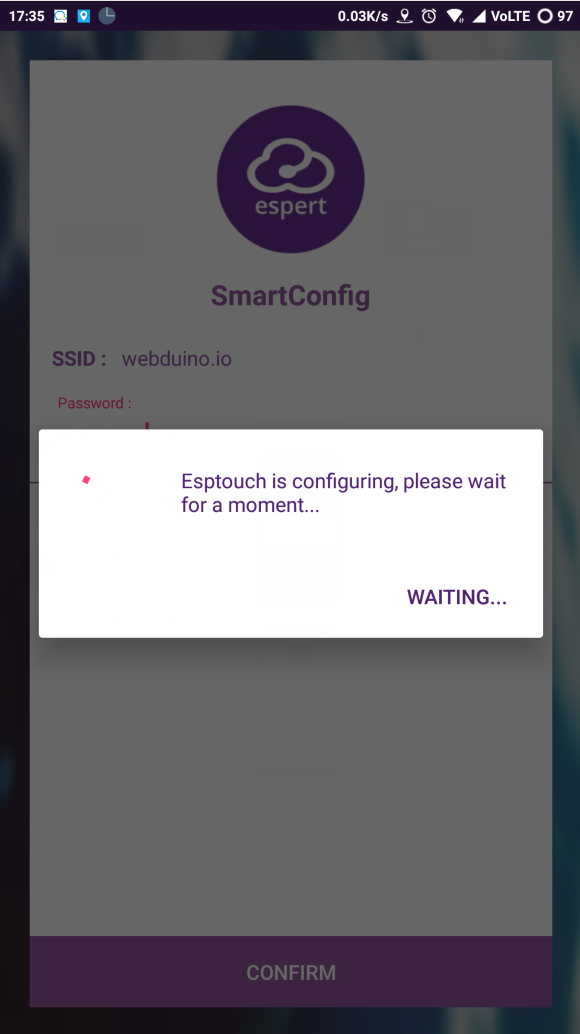 17:35 0.03K/s VoLTE 97
espert
SmartConfig
SSID : webduino.io
Password :
Esptouch is configuring, please wait
for a moment...
WAITING...
CONFIRM